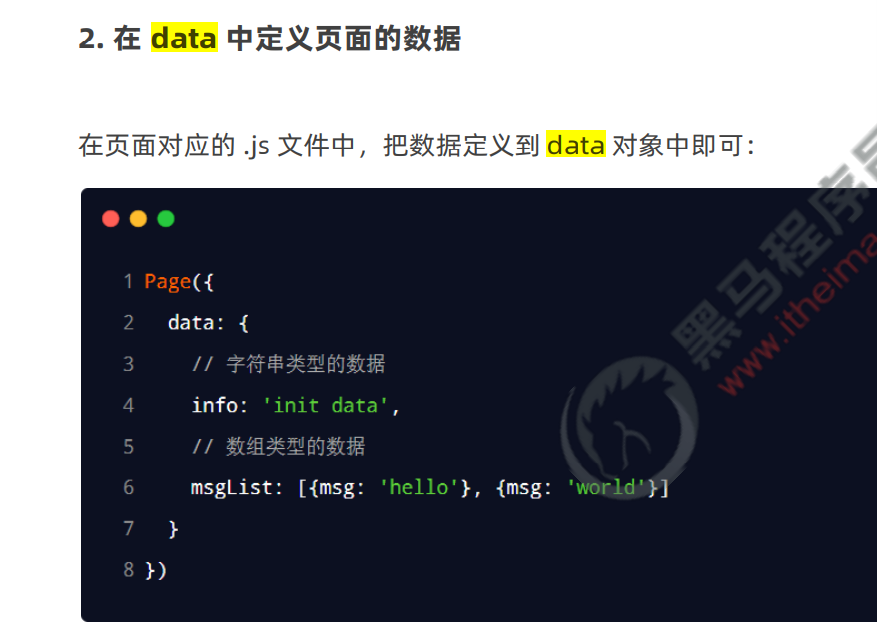 2. 在 data 中定义页面的数据
在页面对应的 .js 文件中，把数据定义到 data 对象中即可：
1 Page({
2   data: {
3     // 字符串类型的数据
4     info: 'init data',
5     // 数组类型的数据
6     msgList: [{msg: 'hello'}, {msg: 'world'}]
7   }
8 })
黑马程序员
www.itheima